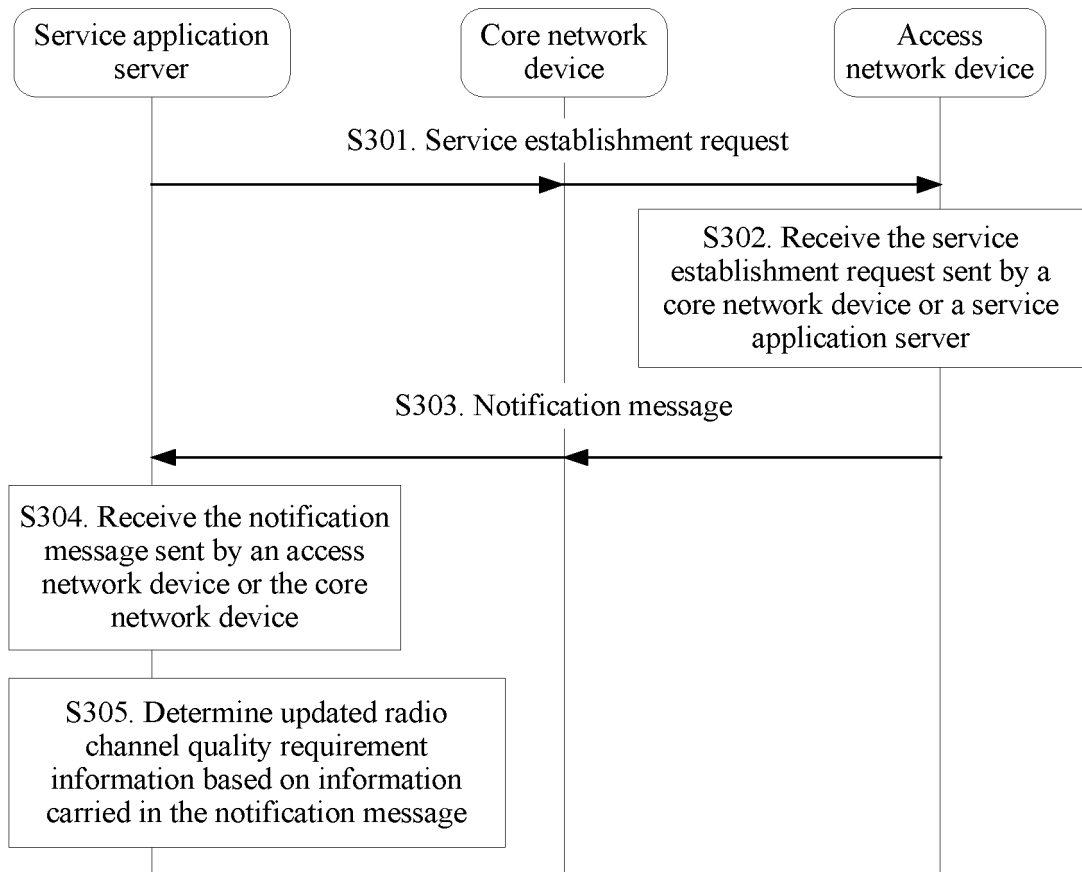 Service application
server
Core network
device
Access
network device
S301. Service establishment request
S302. Receive the service
establishment request sent by a
core network device or a service
application server
S303. Notification message
S304. Receive the notification
message sent by an access
network device or the core
network device
S305. Determine updated radio
channel quality requirement
information based on information
carried in the notification message